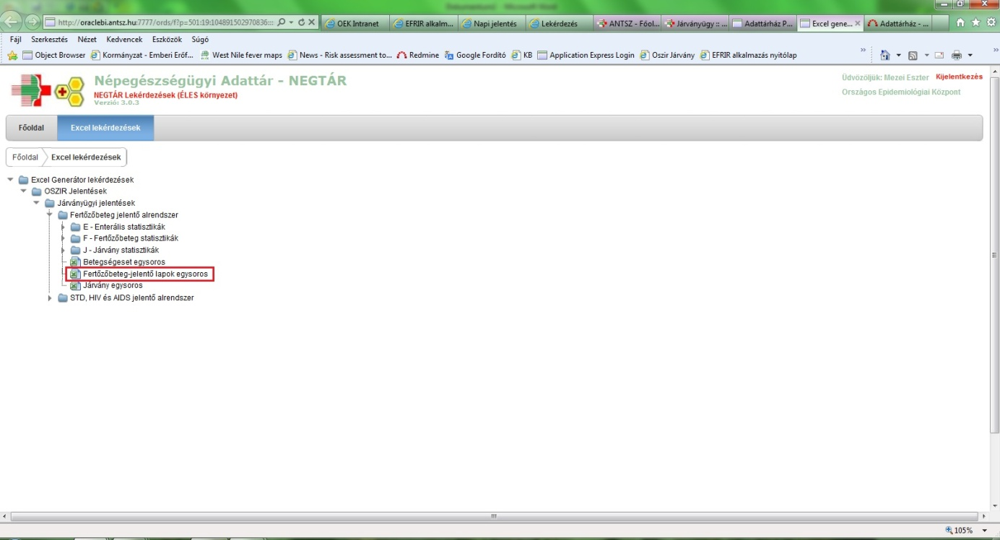 http://oraclebi.antsz.hu:7777/ords/f?p=501:19:104891502970836::::
OEK Intranet
EFRIR alkalm...
Napi jelentés
Lekérdezés
ANTSZ - Főol...
Járványügy :: ...
Adattárház P...
Excel gene...
Adattárház - ...
Fájl Szerkesztés Nézet Kedvencek Eszközök Súgó
Object Browser Kormányzat - Emberi Erőf... West Nile fever maps News - Risk assessment to... Redmine Google Fordító KB Application Express Login Oszir Járvány EFRIR alkalmazás nyitólap
Népegészségügyi Adattár - NEGTÁR
NEGTÁR Lekérdezések (ÉLES környezet)
Verzió: 3.0.3
Üdvözöljük: Mezei Eszter Kijelentkezés
Országos Epidemiológiai Központ
Főoldal Excel lekérdezések
Főoldal Excel lekérdezések
Excel Generátor lekérdezések
OSZIR Jelentések
Járványügyi jelentések
Fertőzőbeteg jelentő alrendszer
E - Enterális statisztikák
F - Fertőzőbeteg statisztikák
J - Járvány statisztikák
Betegségeset egysoros
Fertőzőbeteg-jelentő lapok egysoros
Járvány egysoros
STD, HIV és AIDS jelentő alrendszer
105%